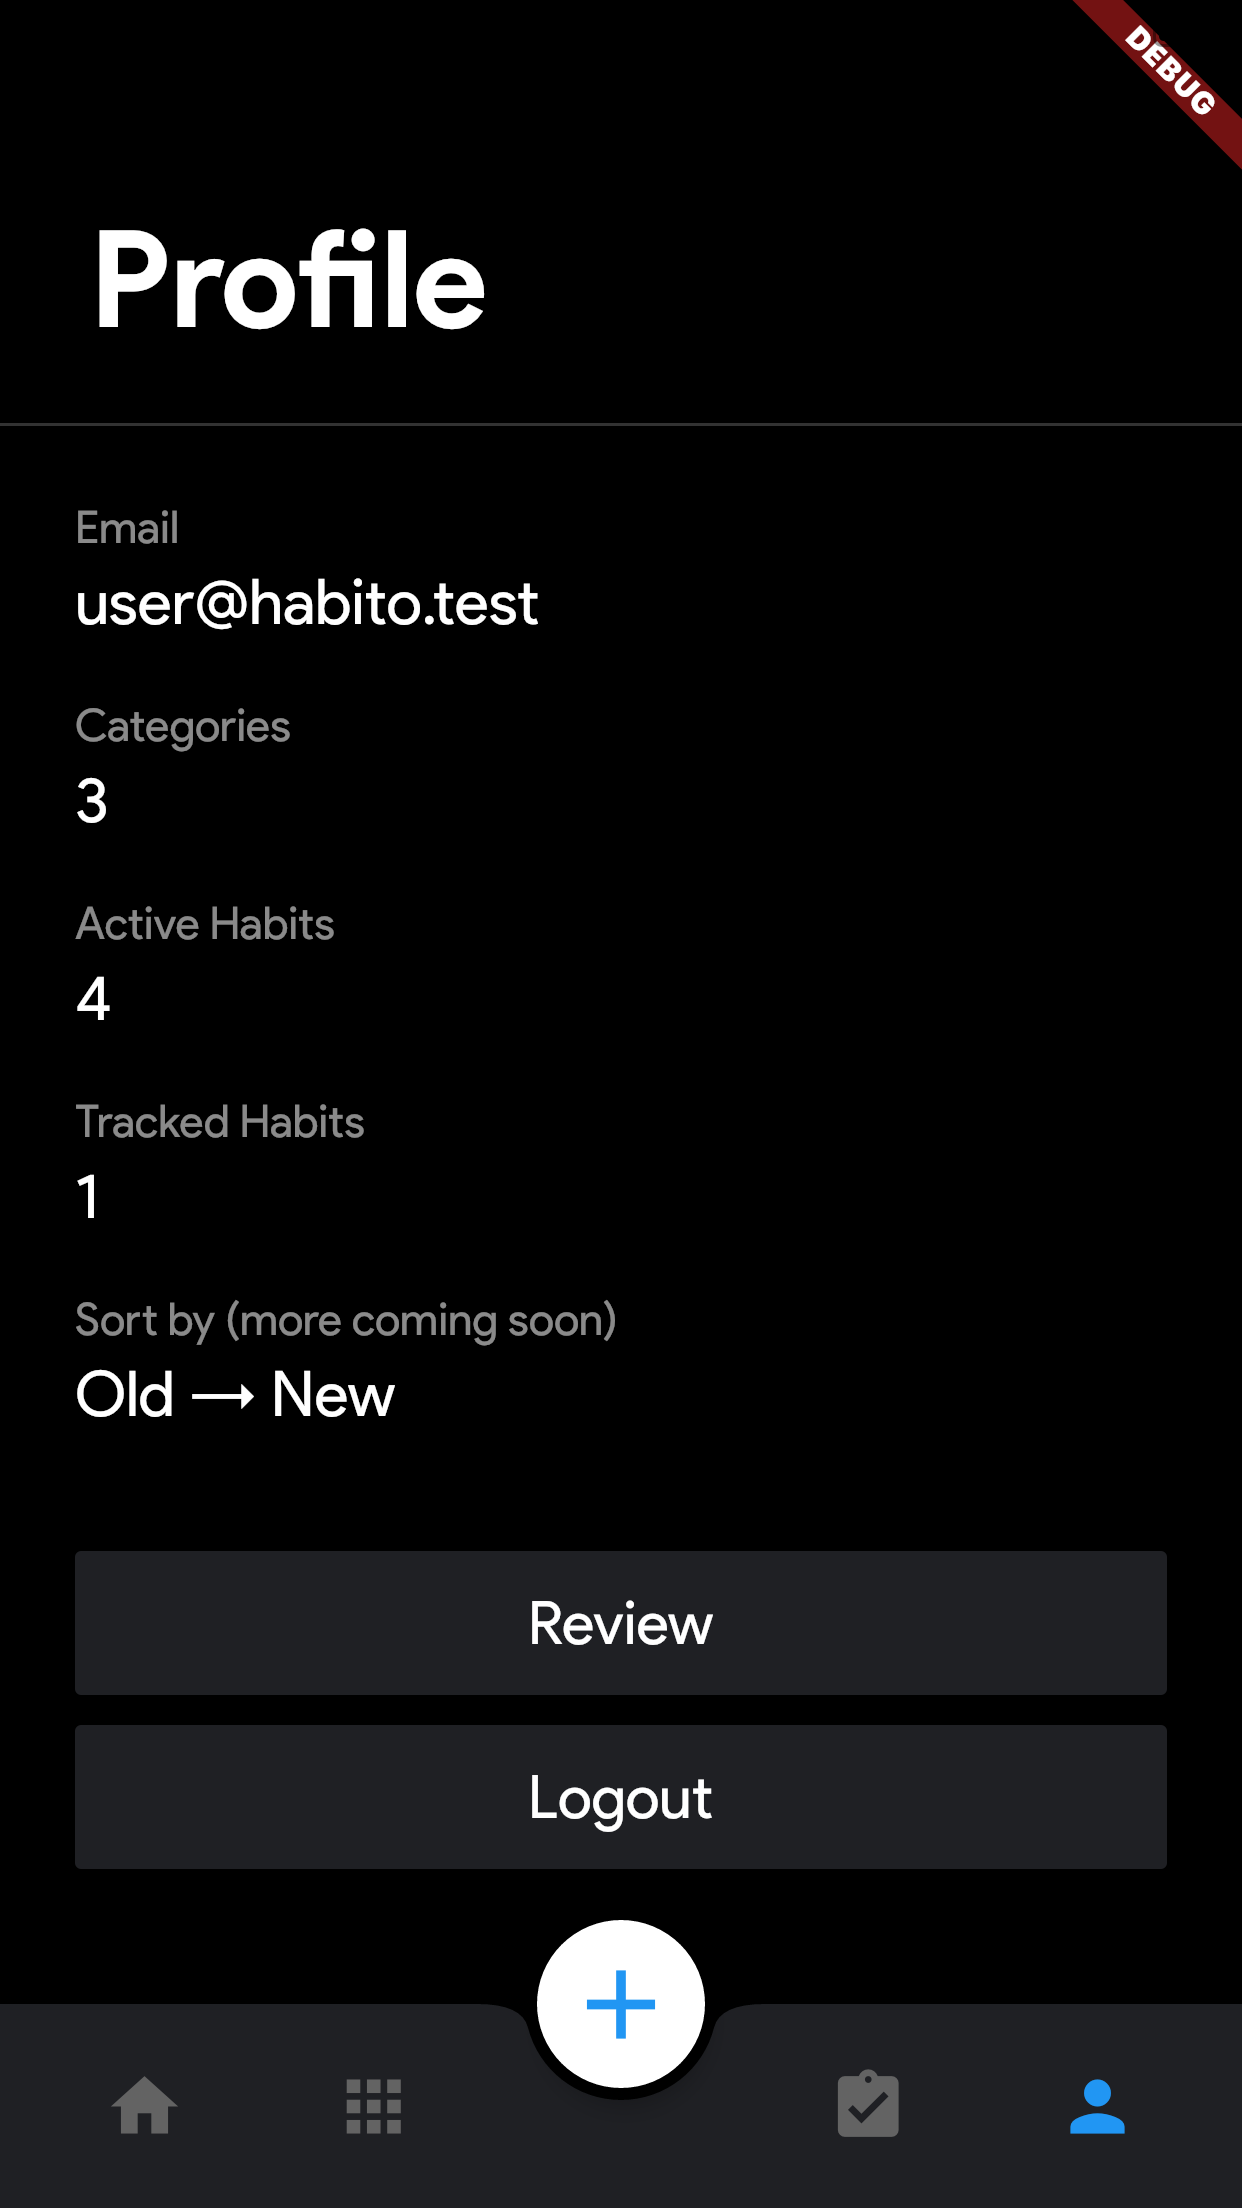 DEBUG
Profile
Email
user@habito.test
Categories
3
Active Habits
4
Tracked Habits
1
Sort by (more coming soon)
Old → New
Review
Logout